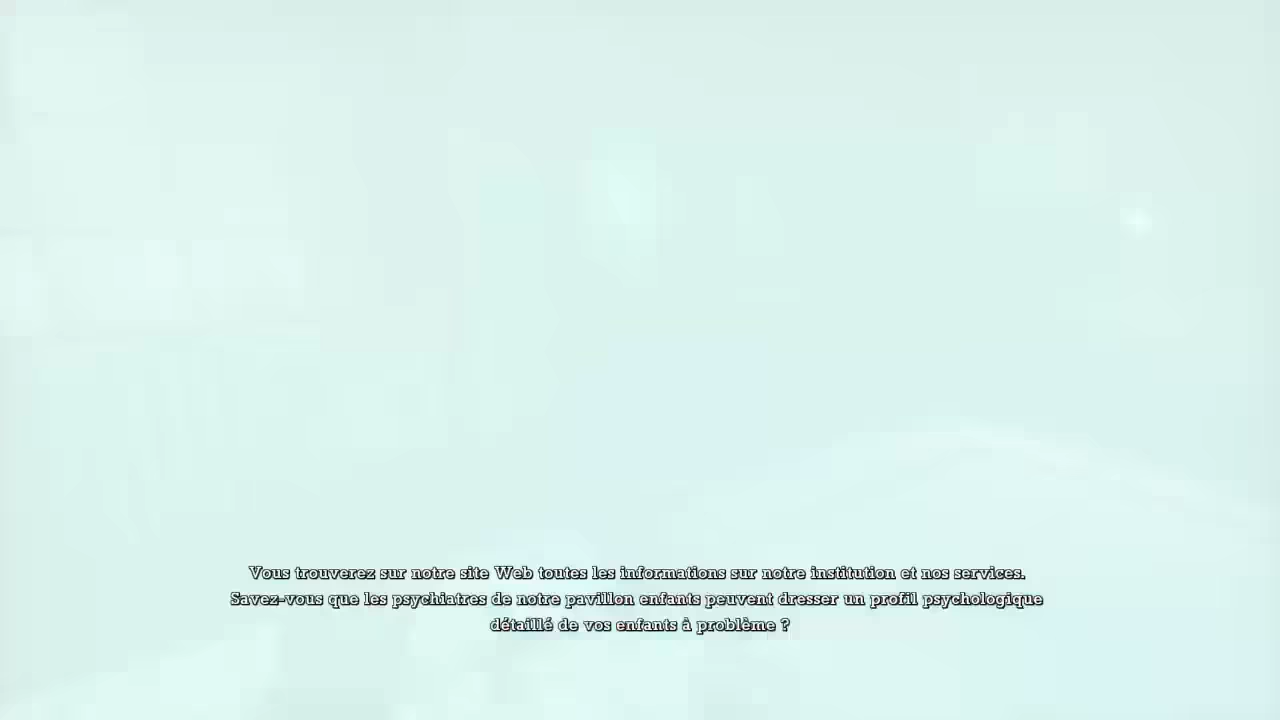 Vous trouverez sur notre site Web toutes les informations sur notre institution et nos services.
Savez-vous que les psychiatres de notre pavillon enfants peuvent dresser un profil psychologique
détaillé de vos enfants à problème ?